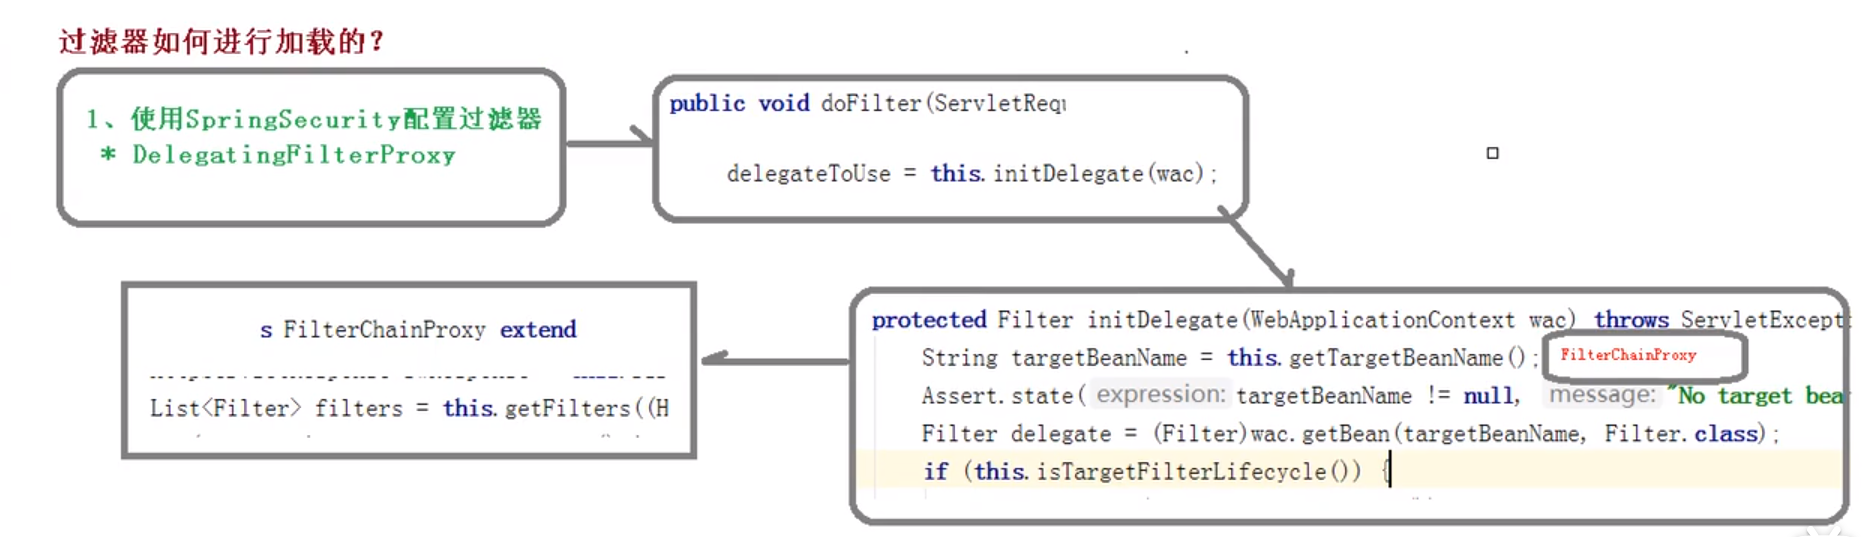 过滤器如何进行加载的？
1、使用SpringSecurity配置过滤器
* DelegatingFilterProxy
public void doFilter(ServletRequ
delegateToUse = this.initDelegate(wac);
protected Filter initDelegate(WebApplicationContext wac) throws ServletExcept
String targetBeanName = this.getTargetBeanName();
FilterChainProxy
Assert.state( expression: targetBeanName != null, message: "No target bea
Filter delegate = (Filter)wac.getBean(targetBeanName, Filter.class);
if (this.isTargetFilterLifecycle()) {
s FilterChainProxy extend
List<Filter> filters = this.getFilters((H